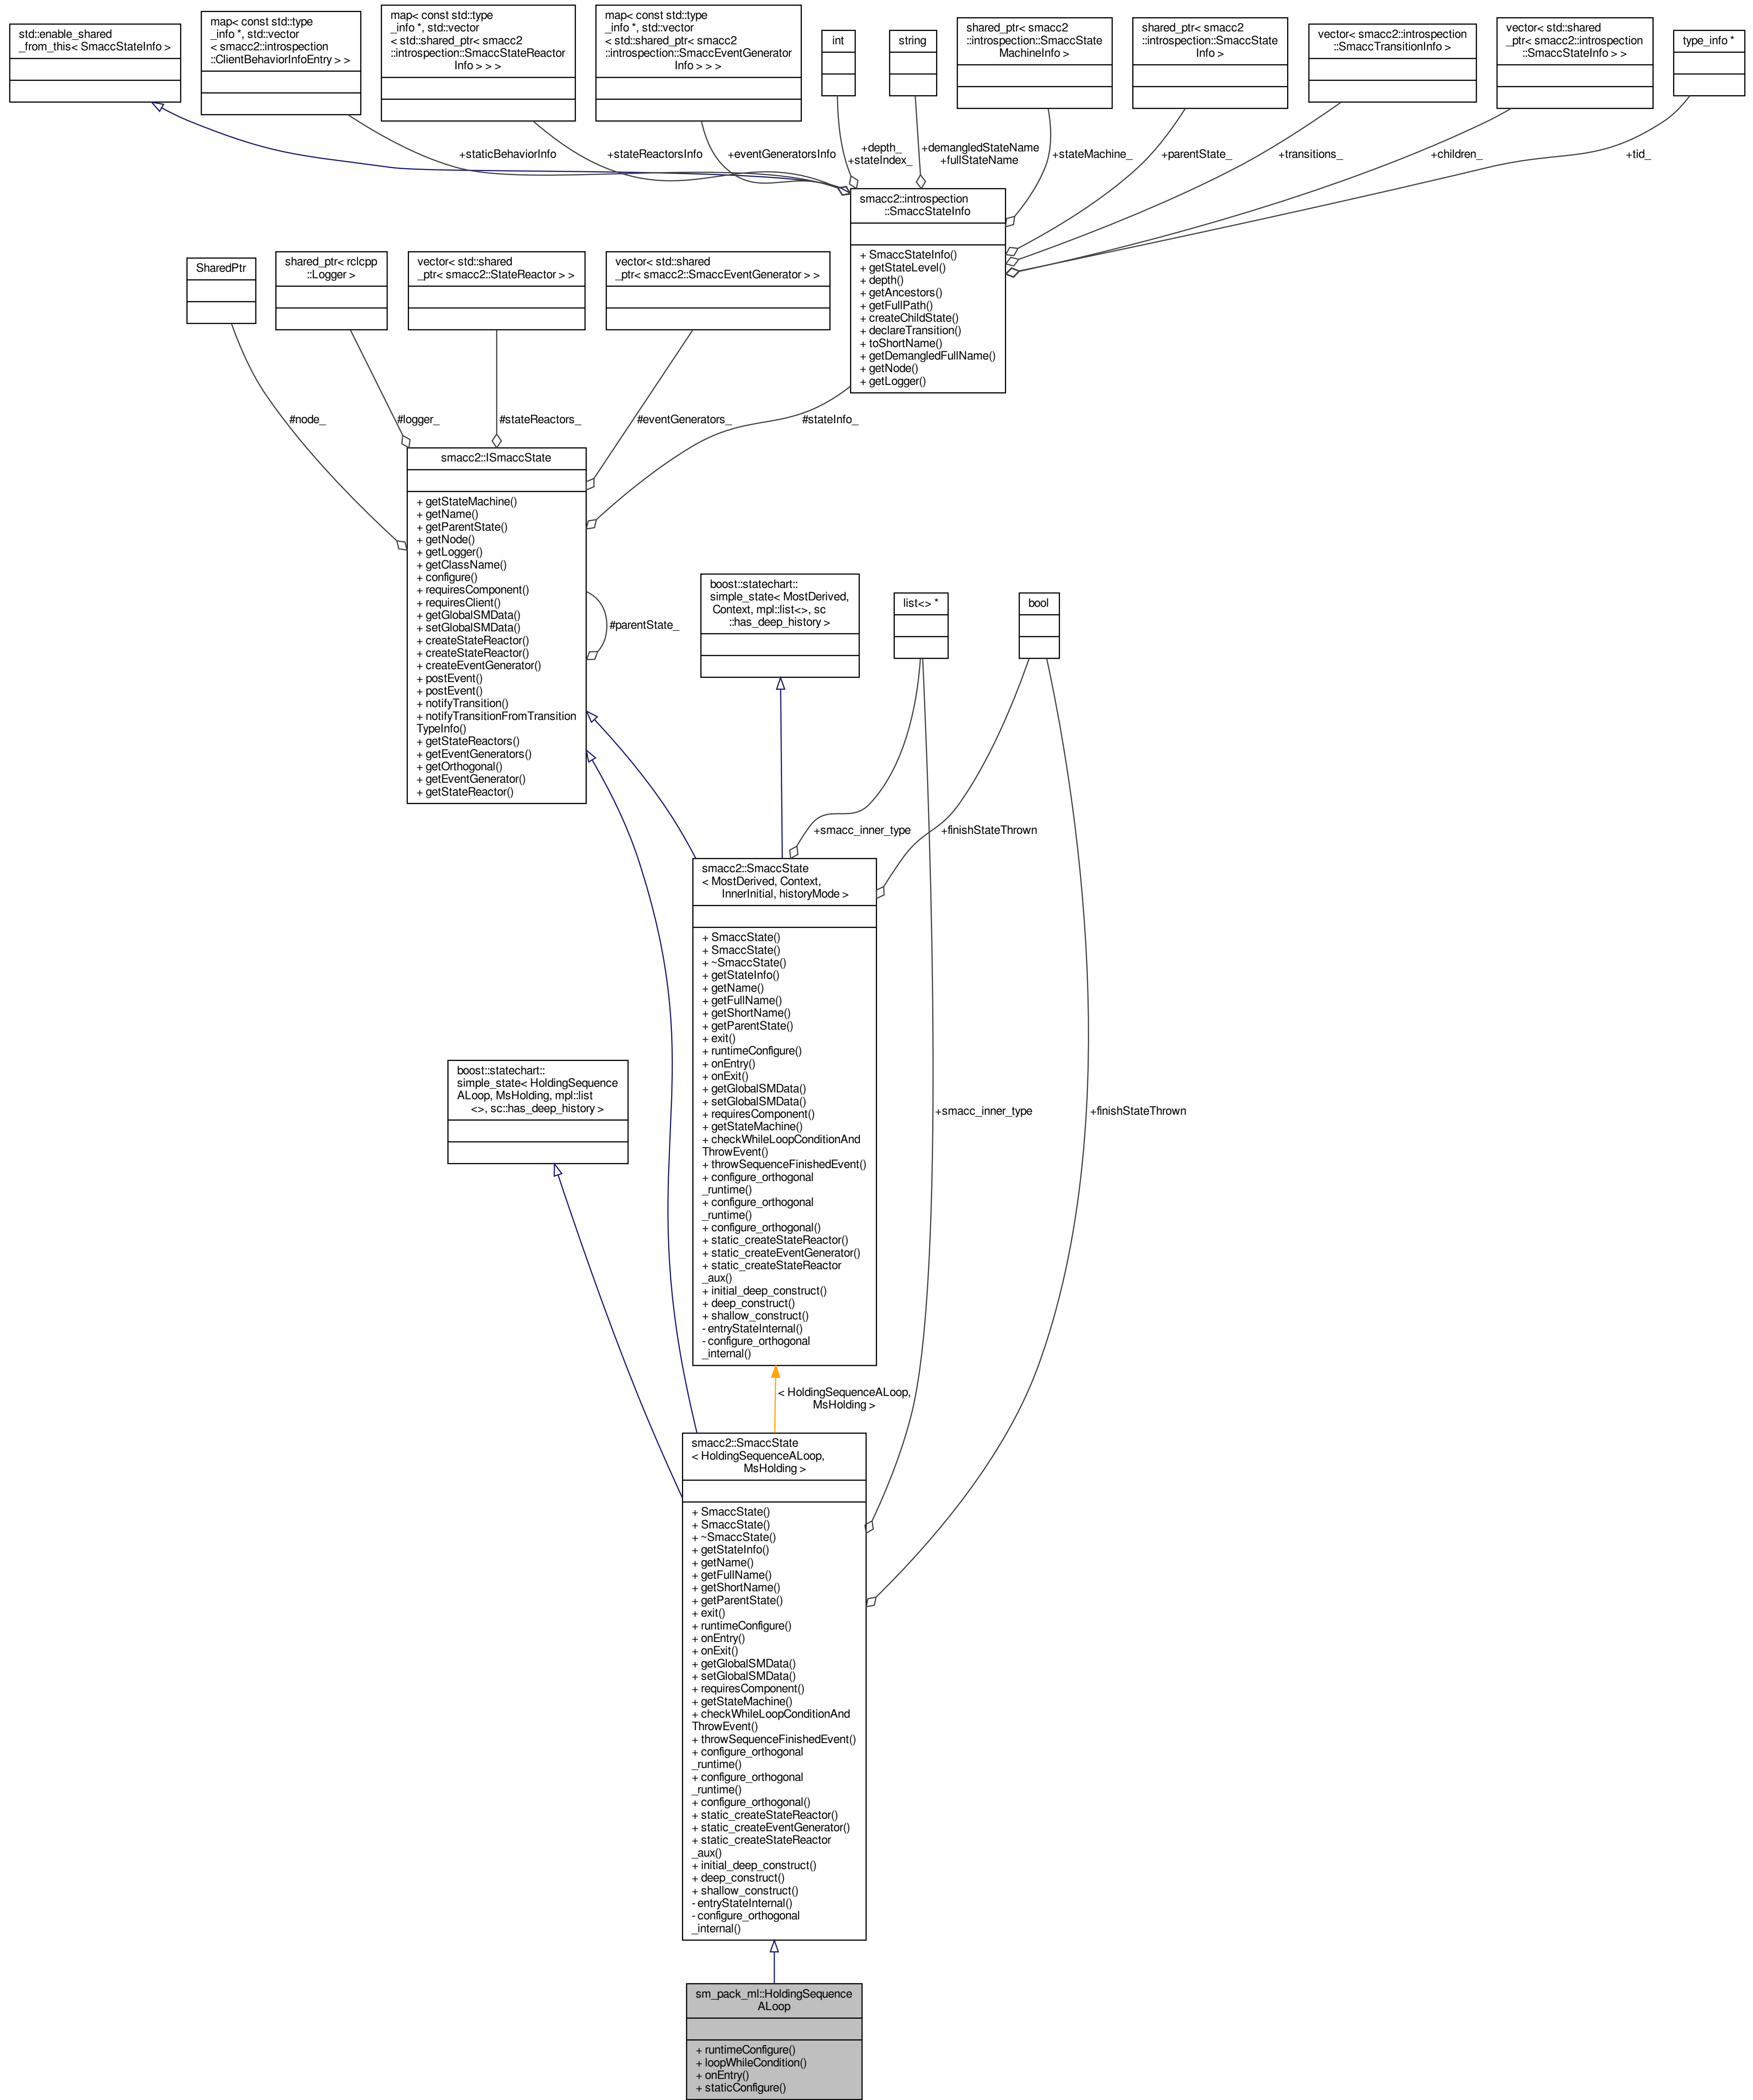 std::enable_shared
_from_this< SmaccStateInfo >
map< const std::type
_info *, std::vector
< smacc2::introspection
::ClientBehaviorInfoEntry > >
map< const std::type
_info *, std::vector
< std::shared_ptr< smacc2
::introspection::SmaccStateReactor
Info > > >
map< const std::type
_info *, std::vector
< std::shared_ptr< smacc2
::introspection::SmaccEventGenerator
Info > > >
int
string
shared_ptr< smacc2
::introspection::SmaccState
MachineInfo >
shared_ptr< smacc2
::introspection::SmaccState
Info >
vector< smacc2::introspection
::SmaccTransitionInfo >
vector< std::shared
_ptr< smacc2::introspection
::SmaccStateInfo > >
type_info *
+staticBehaviorInfo
+stateReactorsInfo
+eventGeneratorsInfo
+depth_
+stateIndex_
+demangledStateName
+fullStateName
+stateMachine_
+parentState_
+transitions_
+children_
+tid_
smacc2::introspection
::SmaccStateInfo
+ SmaccStateInfo()
+ getStateLevel()
+ depth()
+ getAncestors()
+ getFullPath()
+ createChildState()
+ declareTransition()
+ toShortName()
+ getDemangledFullName()
+ getNode()
+ getLogger()
SharedPtr
shared_ptr< rclcpp
::Logger >
vector< std::shared
_ptr< smacc2::StateReactor > >
vector< std::shared
_ptr< smacc2::SmaccEventGenerator > >
#node_
#logger_
#stateReactors_
#eventGenerators_
#stateInfo_
smacc2::ISmaccState
+ getStateMachine()
+ getName()
+ getParentState()
+ getNode()
+ getLogger()
+ getClassName()
+ configure()
+ requiresComponent()
+ requiresClient()
+ getGlobalSMData()
+ setGlobalSMData()
+ createStateReactor()
+ createStateReactor()
+ createEventGenerator()
+ postEvent()
+ postEvent()
+ notifyTransition()
+ notifyTransitionFromTransition
TypeInfo()
+ getStateReactors()
+ getEventGenerators()
+ getOrthogonal()
+ getEventGenerator()
+ getStateReactor()
#parentState_
boost::statechart::
simple_state< MostDerived,
Context, mpl::list<>, sc
::has_deep_history >
list<> *
bool
+smacc_inner_type
+finishStateThrown
smacc2::SmaccState
< MostDerived, Context,
InnerInitial, historyMode >
+ SmaccState()
+ SmaccState()
+ ~SmaccState()
+ getStateInfo()
+ getName()
+ getFullName()
+ getShortName()
+ getParentState()
+ exit()
+ runtimeConfigure()
+ onEntry()
+ onExit()
+ getGlobalSMData()
+ setGlobalSMData()
+ requiresComponent()
+ getStateMachine()
+ checkWhileLoopConditionAnd
ThrowEvent()
+ throwSequenceFinishedEvent()
+ configure_orthogonal
_runtime()
+ configure_orthogonal
_runtime()
+ configure_orthogonal()
+ static_createStateReactor()
+ static_createEventGenerator()
+ static_createStateReactor
_aux()
+ initial_deep_construct()
+ deep_construct()
+ shallow_construct()
- entryStateInternal()
- configure_orthogonal
_internal()
boost::statechart::
simple_state< HoldingSequence
ALoop, MsHolding, mpl::list
<>, sc::has_deep_history >
+smacc_inner_type
+finishStateThrown
< HoldingSequenceALoop,
MsHolding >
smacc2::SmaccState
< HoldingSequenceALoop,
MsHolding >
+ SmaccState()
+ SmaccState()
+ ~SmaccState()
+ getStateInfo()
+ getName()
+ getFullName()
+ getShortName()
+ getParentState()
+ exit()
+ runtimeConfigure()
+ onEntry()
+ onExit()
+ getGlobalSMData()
+ setGlobalSMData()
+ requiresComponent()
+ getStateMachine()
+ checkWhileLoopConditionAnd
ThrowEvent()
+ throwSequenceFinishedEvent()
+ configure_orthogonal
_runtime()
+ configure_orthogonal
_runtime()
+ configure_orthogonal()
+ static_createStateReactor()
+ static_createEventGenerator()
+ static_createStateReactor
_aux()
+ initial_deep_construct()
+ deep_construct()
+ shallow_construct()
- entryStateInternal()
- configure_orthogonal
_internal()
sm_pack_ml::HoldingSequence
ALoop
+ runtimeConfigure()
+ loopWhileCondition()
+ onEntry()
+ staticConfigure()